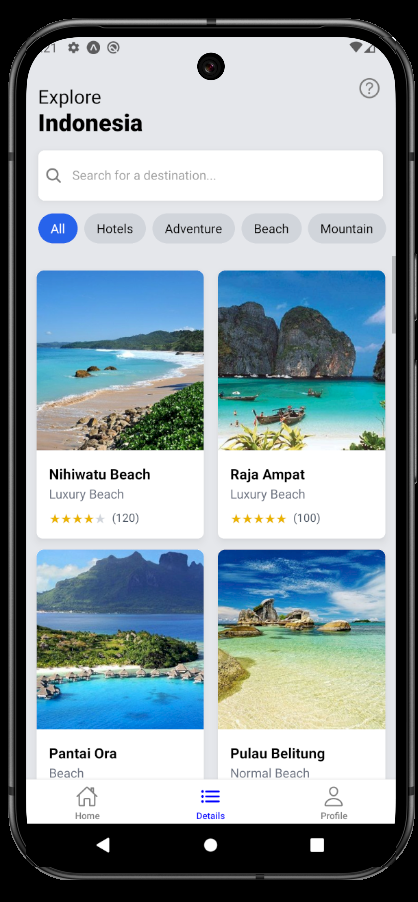 21
Explore
Indonesia
Search for a destination...
All Hotels Adventure Beach Mountain
Nihiwatu Beach Raja Ampat
Luxury Beach Luxury Beach
(120) (100)
Pantai Ora Pulau Belitung
Beach Normal Beach
Home Details Profile